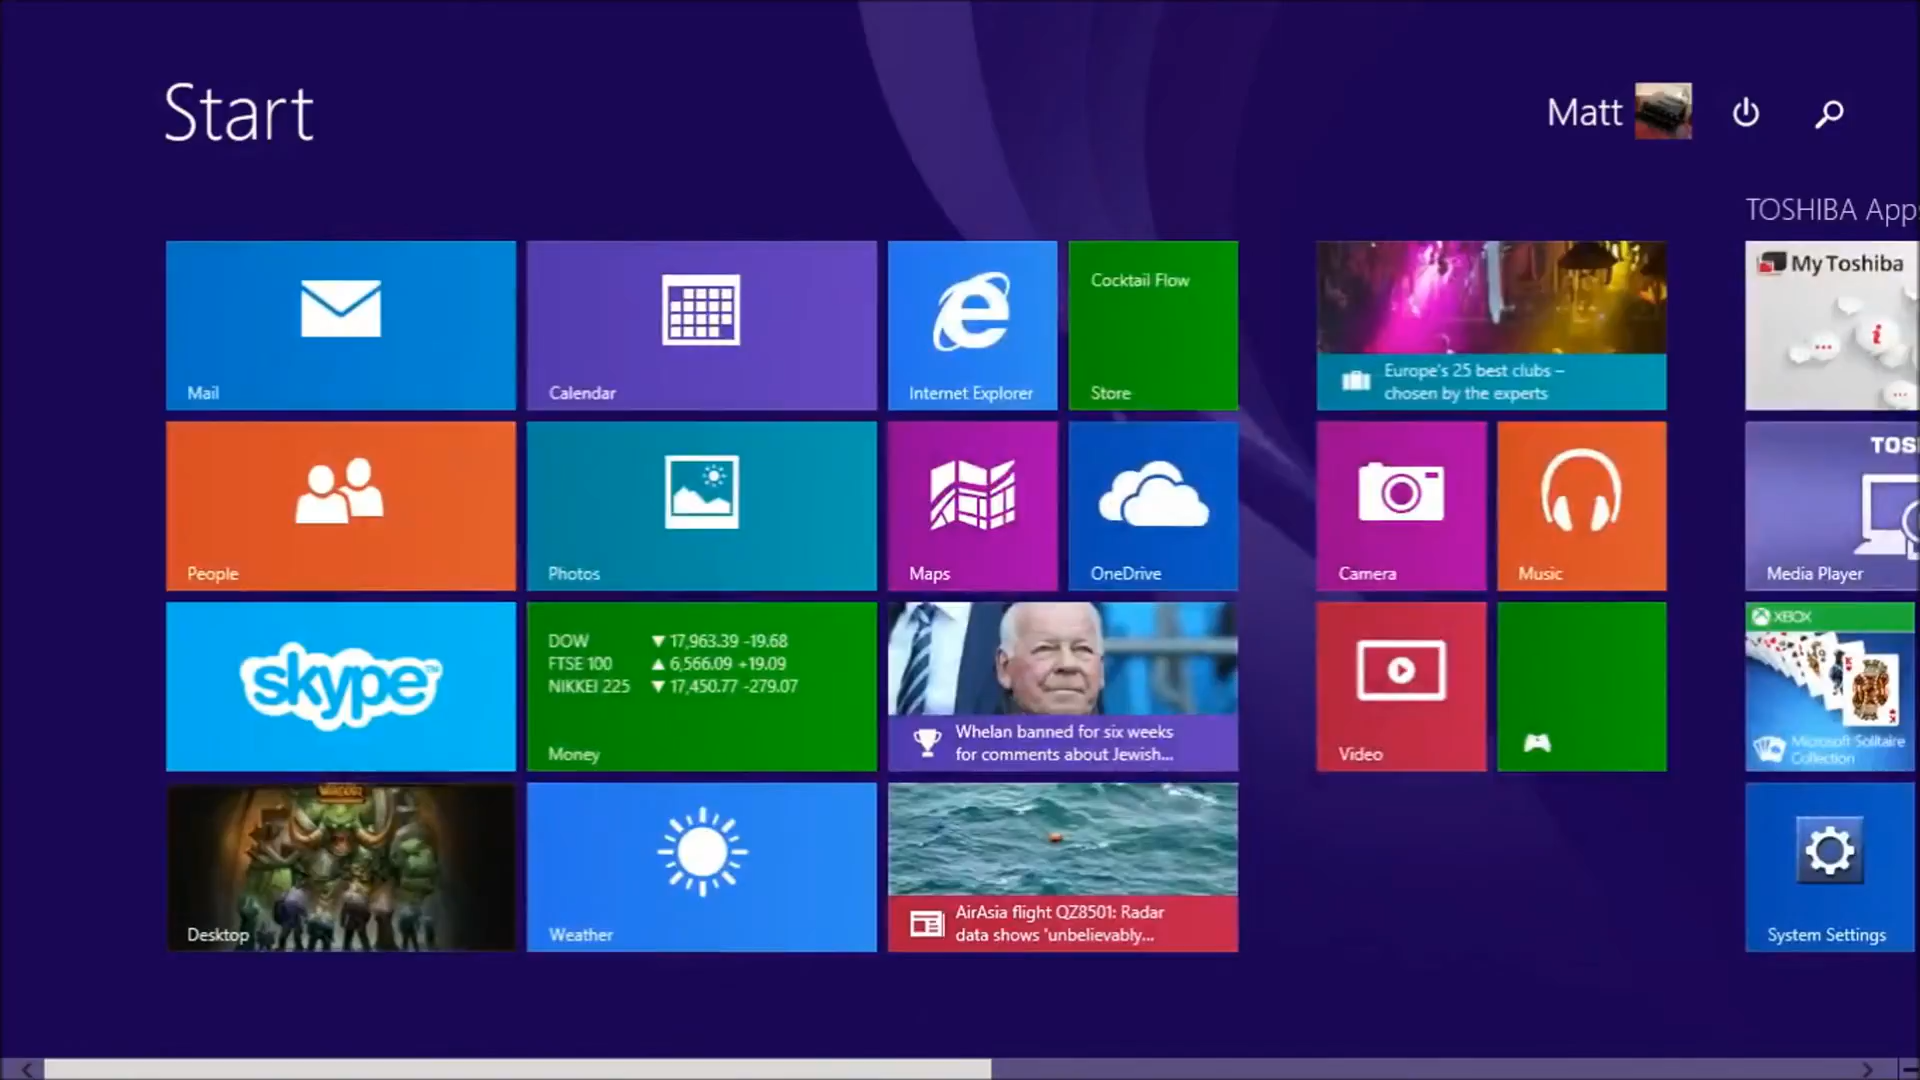 Start
Matt
TOSHIBA Apps
Mail
Calendar
Internet Explorer
Cocktail Flow
Store
Europe's 25 best clubs –
chosen by the experts
My Toshiba
People
Photos
Maps
OneDrive
Camera
Music
TOS
Media Player
skype™
DOW ▼ 17,963.39 -19.68
FTSE 100 ▲ 6,566.09 +19.09
NIKKEI 225 ▼ 17,450.77 -279.07
Money
Whelan banned for six weeks
for comments about Jewish...
Video
XBOX
Microsoft Solitaire
Collection
Desktop
Weather
AirAsia flight QZ8501: Radar
data shows 'unbelievably...
System Settings